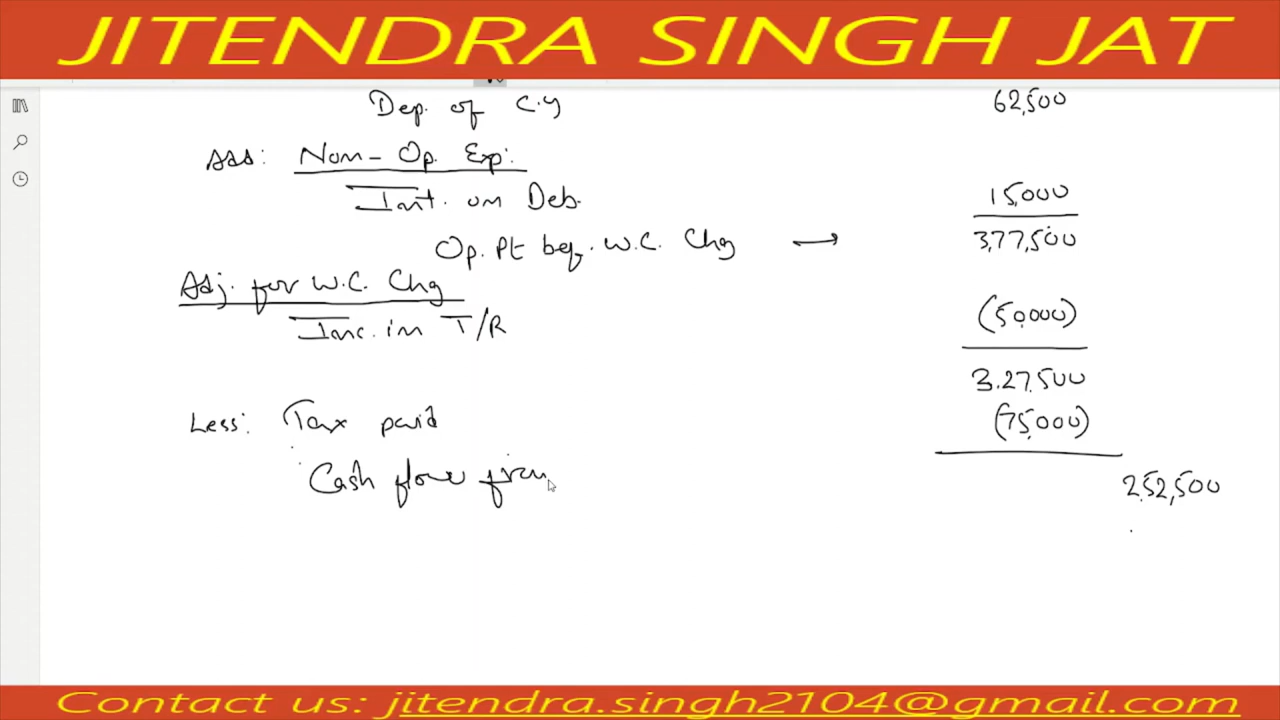 JITENDRA SINGH JAT
Dep. of C.Y 62,500
Add: Non-Op. Exp:
Int. on Deb. 15,000
Op. Pt bef. W.C. Chg → 3,77,500
Adj. for W.C. Chg
Inc. in T/R (50,000)
3,27,500
Less: Tax paid (75,000)
Cash flow from 2,52,500
Contact us: jitendra.singh2104@gmail.com